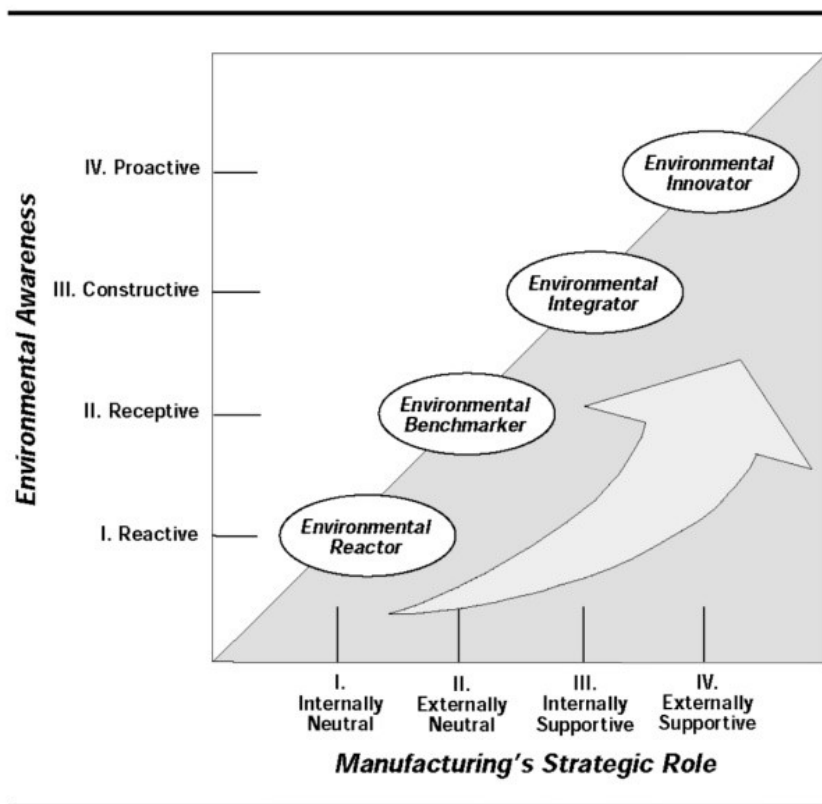 Environmental Awareness
IV. Proactive
III. Constructive
II. Receptive
I. Reactive
Environmental
Innovator
Environmental
Integrator
Environmental
Benchmarker
Environmental
Reactor
I.
Internally
Neutral
II.
Externally
Neutral
III.
Internally
Supportive
IV.
Externally
Supportive
Manufacturing's Strategic Role